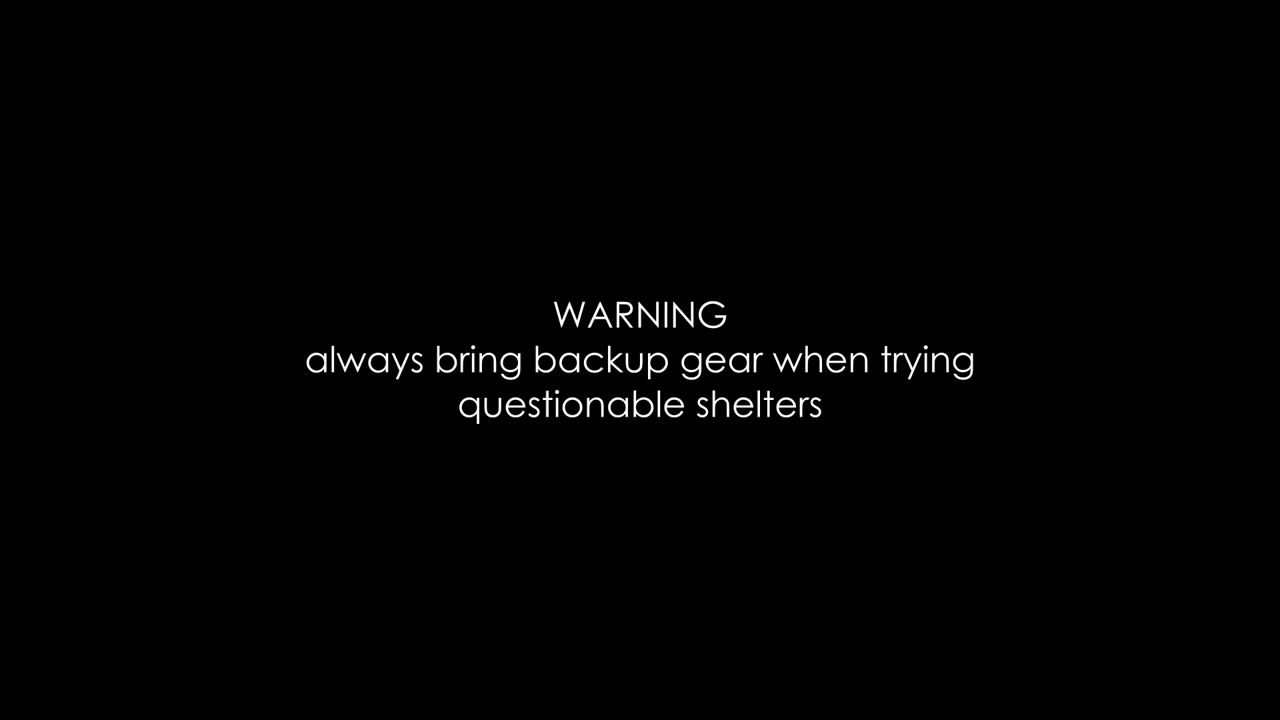 WARNING
always bring backup gear when trying
questionable shelters